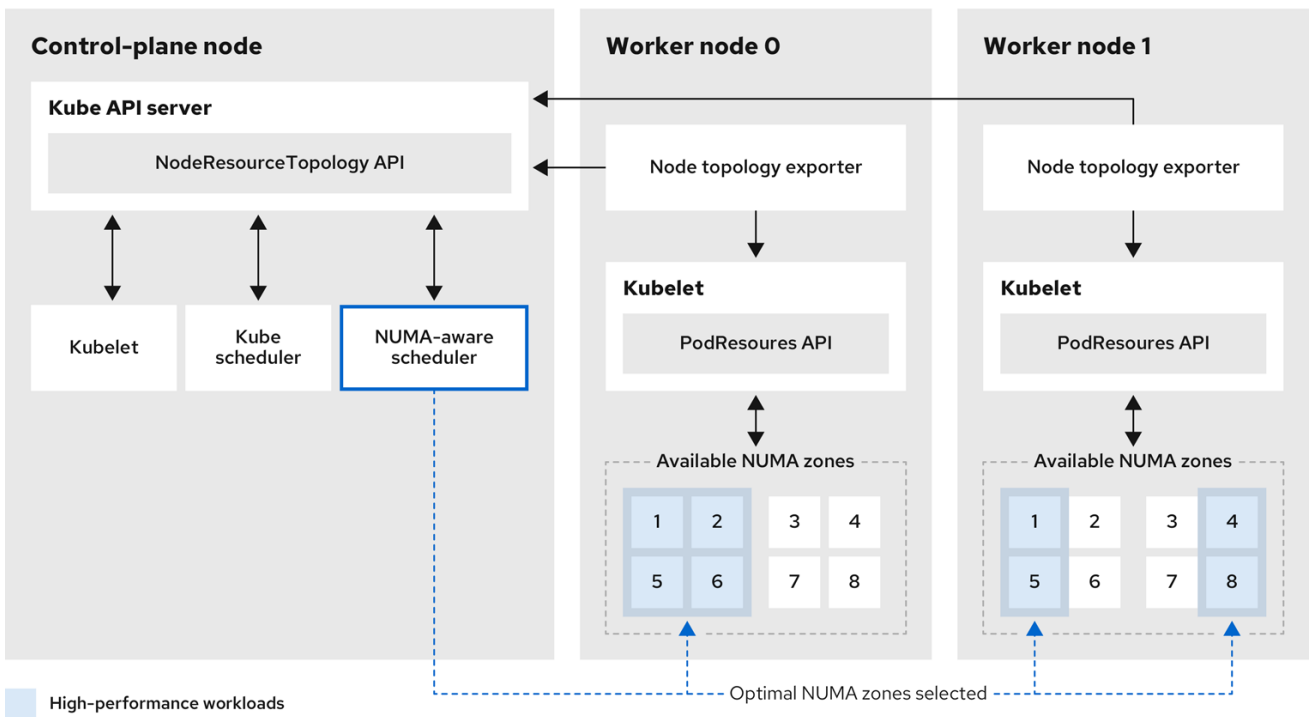 Control-plane node
Kube API server
NodeResourceTopology API
Kubelet
Kube
scheduler
NUMA-aware
scheduler
Worker node 0
Node topology exporter
Kubelet
PodResoures API
Available NUMA zones
1 2 3 4
5 6 7 8
Worker node 1
Node topology exporter
Kubelet
PodResoures API
Available NUMA zones
1 2 3 4
5 6 7 8
Optimal NUMA zones selected
High-performance workloads